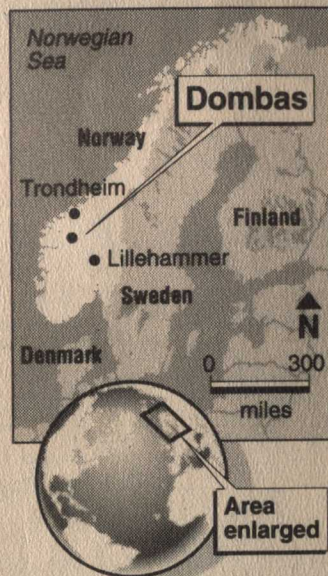 Norwegian
Sea
Dombas
Norway
Trondheim
Finland
Lillehammer
Sweden
N
Denmark
0 300
miles
Area
enlarged